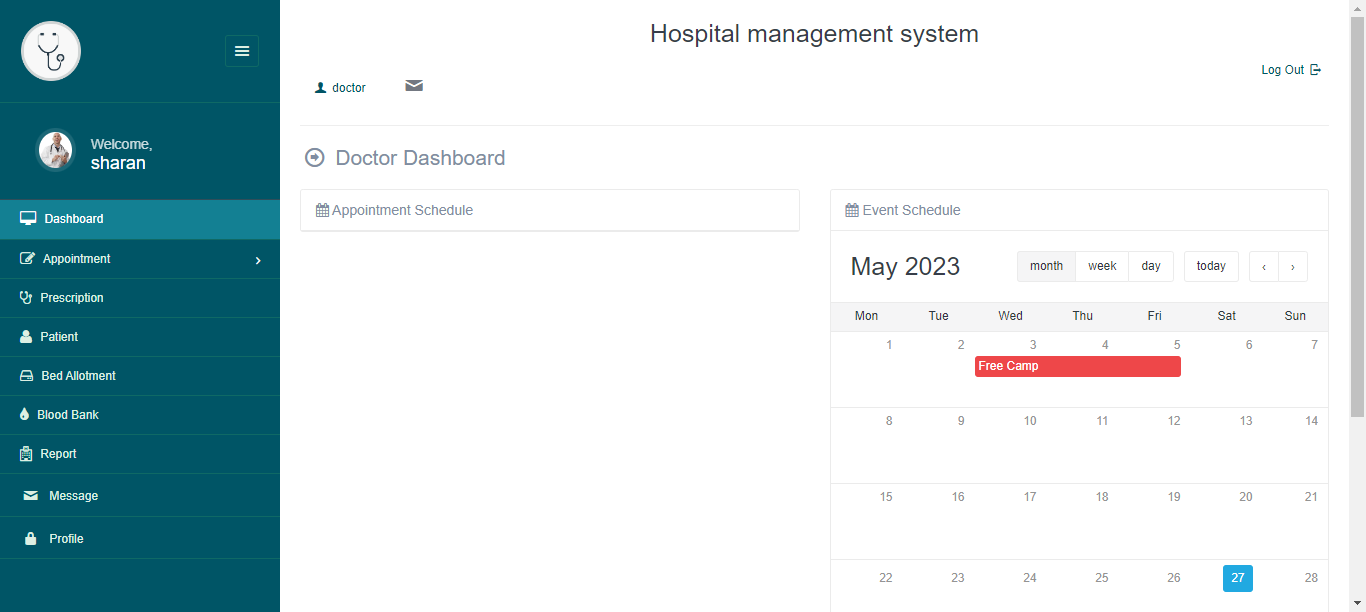 Hospital management system
Log Out
doctor
Welcome,
sharan
Dashboard
Appointment
Prescription
Patient
Bed Allotment
Blood Bank
Report
Message
Profile
Doctor Dashboard
Appointment Schedule
Event Schedule
May 2023 month week day today ‹ ›
Mon Tue Wed Thu Fri Sat Sun
1 2 3 4 5 6 7
Free Camp
8 9 10 11 12 13 14
15 16 17 18 19 20 21
22 23 24 25 26 27 28